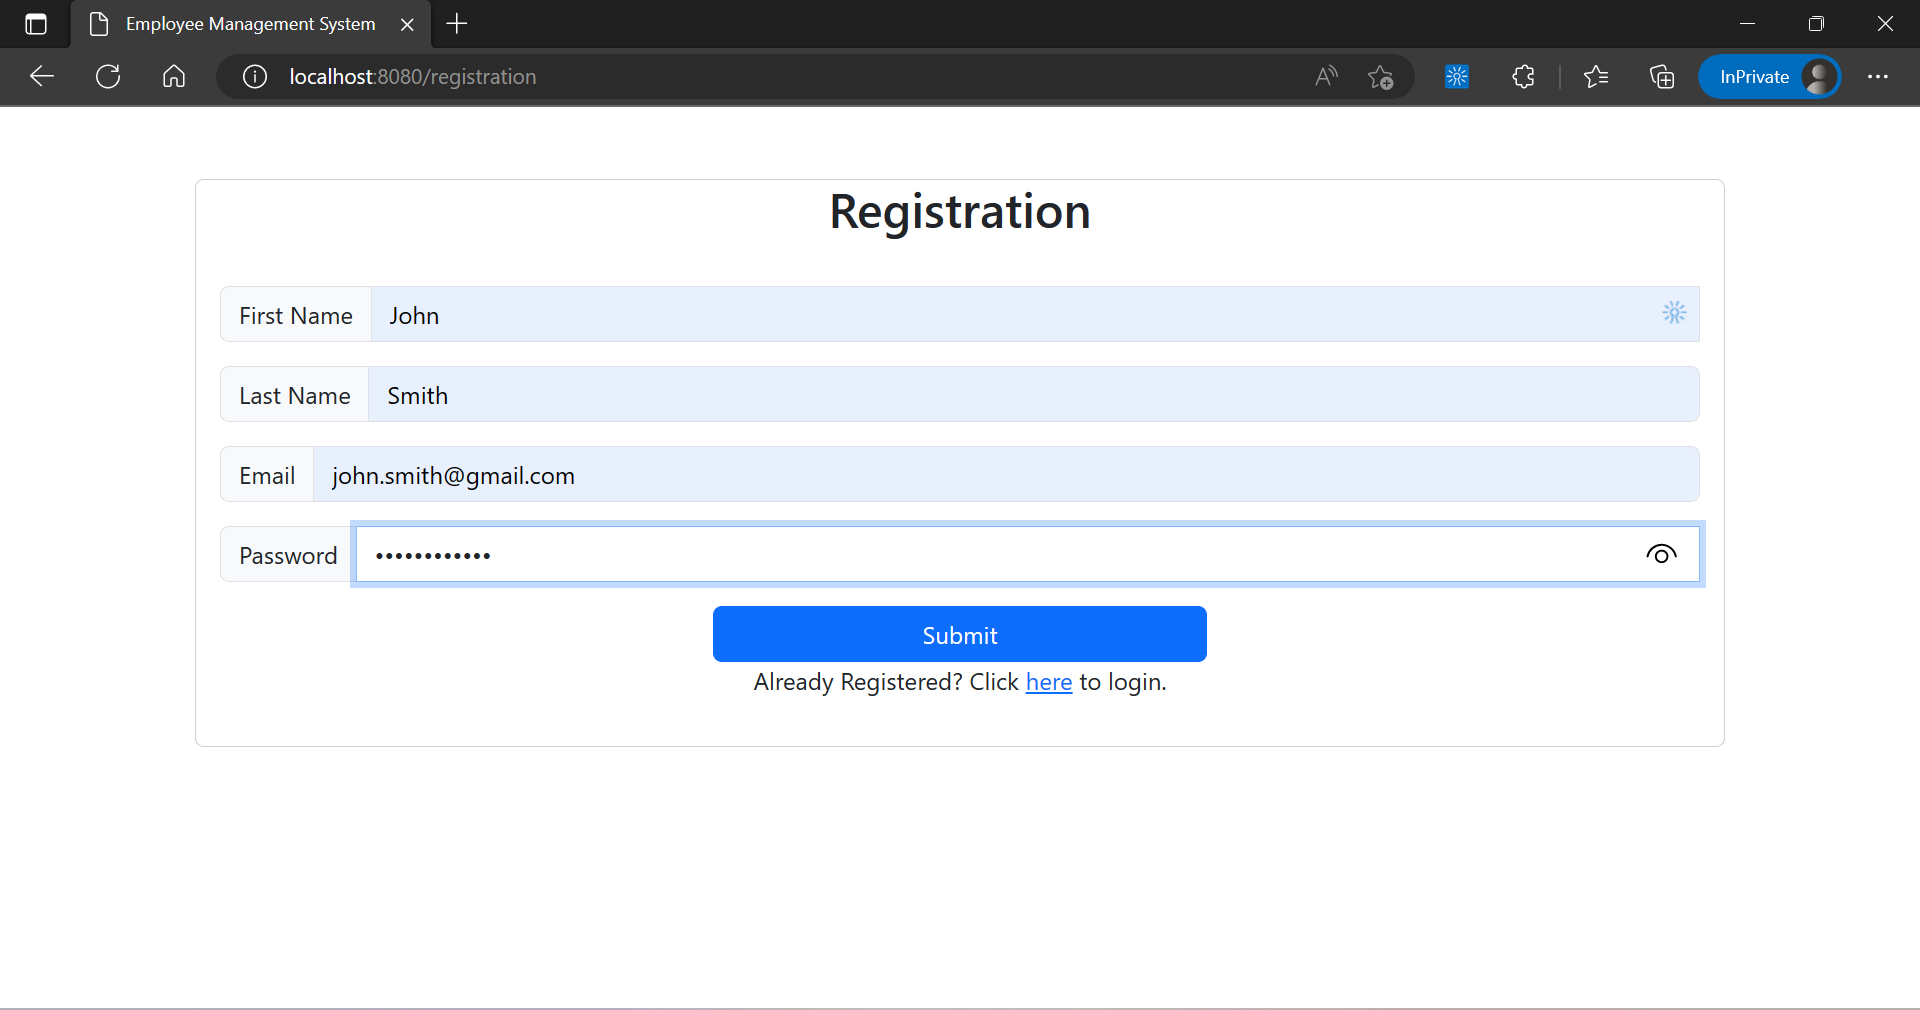 Employee Management System
localhost:8080/registration
InPrivate
Registration
First Name John
Last Name Smith
Email john.smith@gmail.com
Password ••••••••••••
Submit
Already Registered? Click here to login.